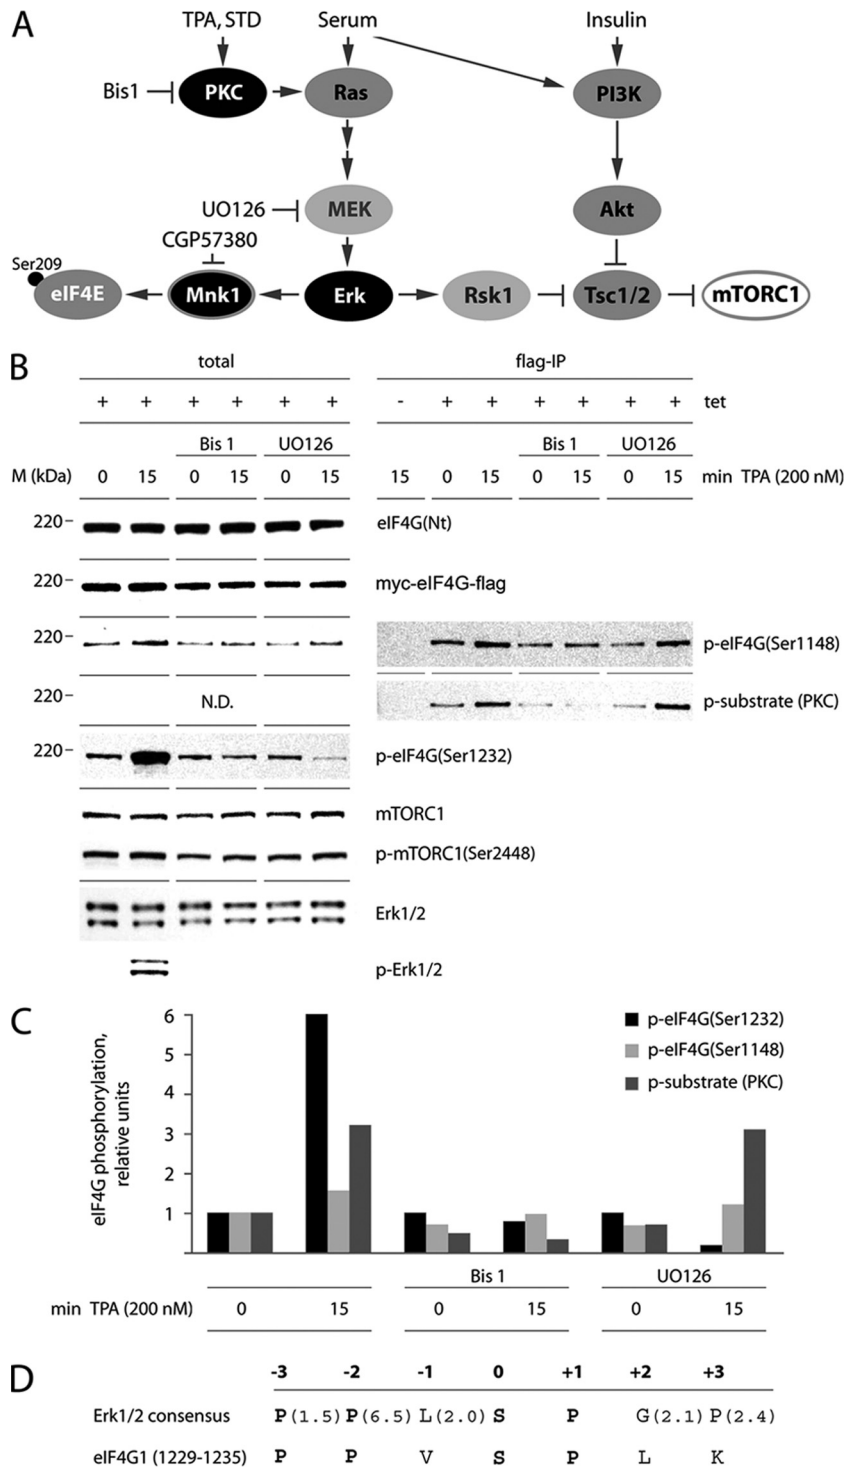 A
TPA, STD Serum Insulin
Bis1 PKC Ras PI3K
UO126 MEK Akt
CGP57380
Ser209
eIF4E Mnk1 Erk Rsk1 Tsc1/2 mTORC1
B
total flag-IP
+ + + + + + - + + + + + + tet
Bis 1 UO126 Bis 1 UO126
M (kDa) 0 15 0 15 0 15 15 0 15 0 15 0 15 min TPA (200 nM)
220 eIF4G(Nt)
220 myc-eIF4G-flag
220 p-eIF4G(Ser1148)
220 N.D. p-substrate (PKC)
220 p-eIF4G(Ser1232)
mTORC1
p-mTORC1(Ser2448)
Erk1/2
p-Erk1/2
C
eIF4G phosphorylation,
relative units
6
5
4
3
2
1
p-eIF4G(Ser1232)
p-eIF4G(Ser1148)
p-substrate (PKC)
Bis 1 UO126
min TPA (200 nM) 0 15 0 15 0 15
D
-3 -2 -1 0 +1 +2 +3
Erk1/2 consensus P(1.5) P(6.5) L(2.0) S P G(2.1) P(2.4)
eIF4G1 (1229-1235) P P V S P L K